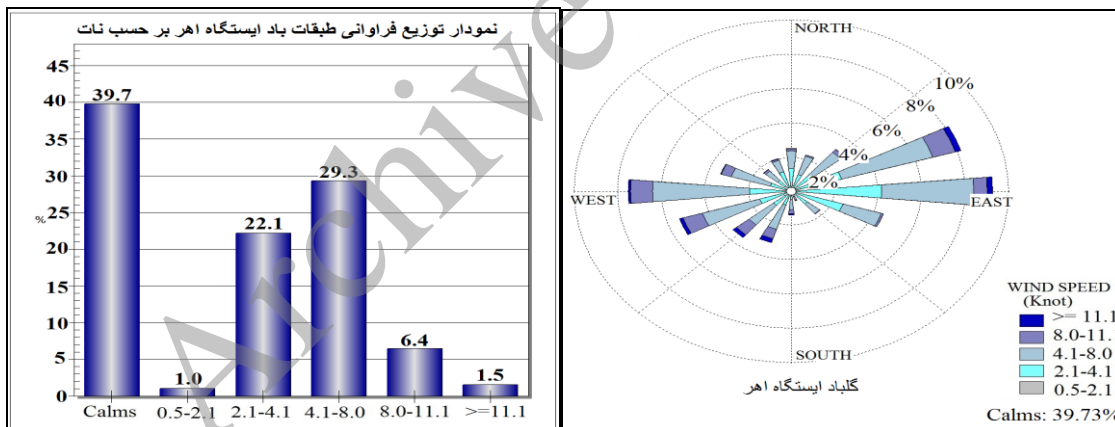 نمودار توزیع فراوانی طبقات باد ایستگاه اهر بر حسب نات
45
40
35
30
25
20
15
10
5
0
%
39.7
1.0
22.1
29.3
6.4
1.5
Calms
0.5-2.1
2.1-4.1
4.1-8.0
8.0-11.1
>=11.1
Archive
NORTH
10%
8%
6%
4%
2%
WEST
EAST
SOUTH
WIND SPEED
(Knot)
>= 11.1
8.0-11.1
4.1-8.0
2.1-4.1
0.5-2.1
Calms: 39.73%
گلباد ایستگاه اهر